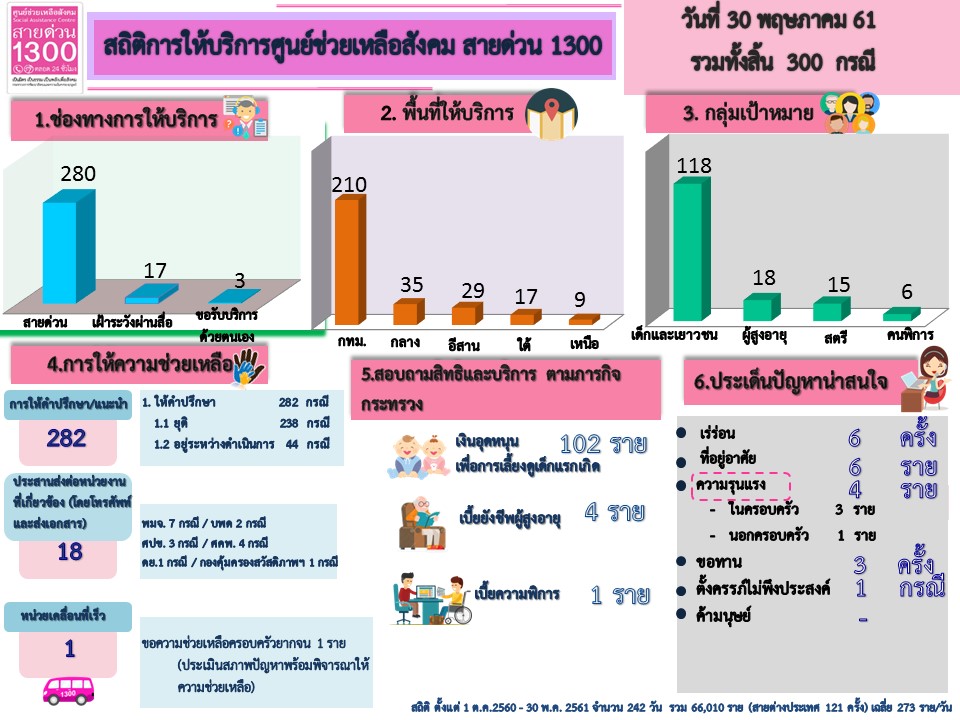 ศูนย์ช่วยเหลือสังคม
Social Assistance Centre
สายด่วน
1300
ตลอด 24 ชั่วโมง
สถิติการให้บริการศูนย์ช่วยเหลือสังคม สายด่วน 1300
วันที่ 30 พฤษภาคม 61
รวมทั้งสิ้น 300 กรณี
1.ช่องทางการให้บริการ
280
17
3
สายด่วน
เฝ้าระวังผ่านสื่อ
ขอรับบริการ
ด้วยตนเอง
2. พื้นที่ให้บริการ
210
35
29
17
9
กทม.
กลาง
อีสาน
ใต้
เหนือ
3. กลุ่มเป้าหมาย
118
18
15
6
เด็กและเยาวชน
ผู้สูงอายุ
สตรี
คนพิการ
4.การให้ความช่วยเหลือ
การให้คำปรึกษา/แนะนำ
282
1. ให้คำปรึกษา 282 กรณี
1.1 ยุติ 238 กรณี
1.2 อยู่ระหว่างดำเนินการ 44 กรณี
ประสานส่งต่อหน่วยงาน
ที่เกี่ยวข้อง (โดยโทรศัพท์
และส่งเอกสาร)
18
พมจ. 7 กรณี / บพด 2 กรณี
ศปข. 3 กรณี / ศคพ. 4 กรณี
ดย.1 กรณี / กองคุ้มครองสวัสดิภาพฯ 1 กรณี
หน่วยเคลื่อนที่เร็ว
1
1300
ขอความช่วยเหลือครอบครัวยากจน 1 ราย
(ประเมินสภาพปัญหาพร้อมพิจารณาให้
ความช่วยเหลือ)
5.สอบถามสิทธิและบริการ ตามภารกิจ
กระทรวง
เงินอุดหนุน 102 ราย
เพื่อการเลี้ยงดูเด็กแรกเกิด
เบี้ยยังชีพผู้สูงอายุ 4 ราย
เบี้ยความพิการ 1 ราย
6.ประเด็นปัญหาน่าสนใจ
เร่ร่อน 6 ครั้ง
ที่อยู่อาศัย 6 ราย
ความรุนแรง 4 ราย
- ในครอบครัว 3 ราย
- นอกครอบครัว 1 ราย
ขอทาน 3 ครั้ง
ตั้งครรภ์ไม่พึงประสงค์ 1 กรณี
ค้ามนุษย์ -
สถิติ ตั้งแต่ 1 ต.ค.2560 - 30 พ.ค. 2561 จำนวน 242 วัน รวม 66,010 ราย (สายต่างประเทศ 121 ครั้ง) เฉลี่ย 273 ราย/วัน